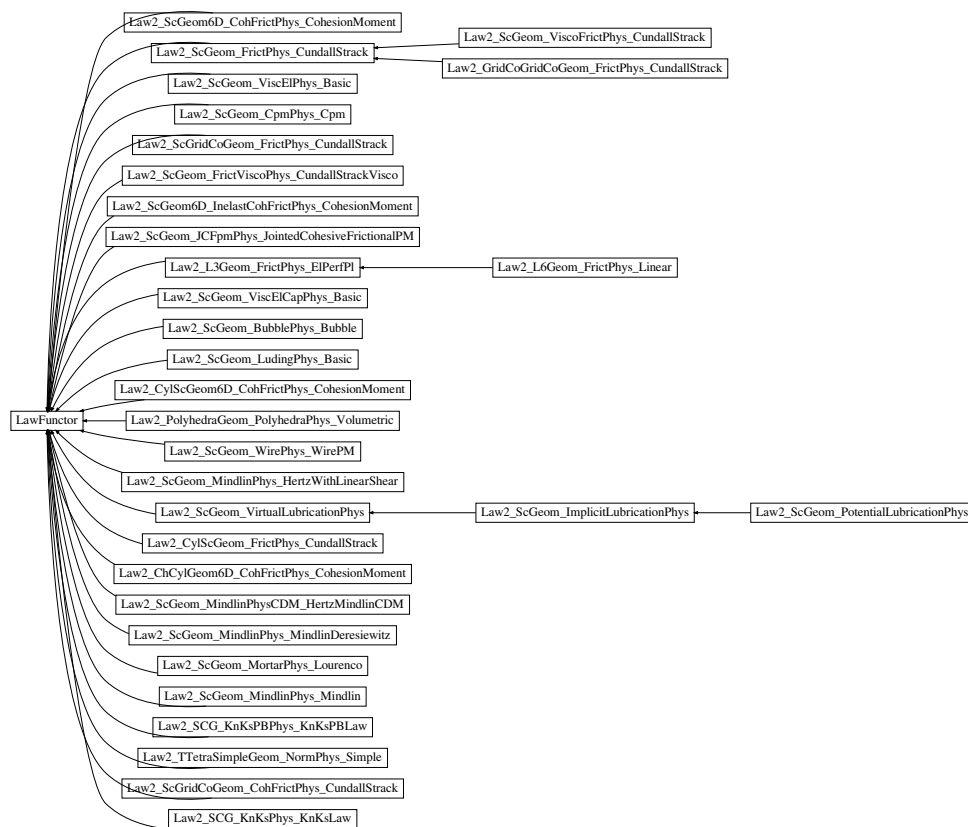 Law2_ScGeom6D_CohFrictPhys_CohesionMoment
Law2_ScGeom_ViscoFrictPhys_CundallStrack
Law2_ScGeom_FrictPhys_CundallStrack
Law2_GridCoGridCoGeom_FrictPhys_CundallStrack
Law2_ScGeom_ViscElPhys_Basic
Law2_ScGeom_CpmPhys_Cpm
Law2_ScGridCoGeom_FrictPhys_CundallStrack
Law2_ScGeom_FrictViscoPhys_CundallStrackVisco
Law2_ScGeom6D_InelastCohFrictPhys_CohesionMoment
Law2_ScGeom_JCFpmPhys_JointedCohesiveFrictionalPM
Law2_L3Geom_FrictPhys_ElPerfPl
Law2_L6Geom_FrictPhys_Linear
Law2_ScGeom_ViscElCapPhys_Basic
Law2_ScGeom_BubblePhys_Bubble
Law2_ScGeom_LudingPhys_Basic
Law2_CylScGeom6D_CohFrictPhys_CohesionMoment
LawFunctor
Law2_PolyhedraGeom_PolyhedraPhys_Volumetric
Law2_ScGeom_WirePhys_WirePM
Law2_ScGeom_MindlinPhys_HertzWithLinearShear
Law2_ScGeom_VirtualLubricationPhys
Law2_ScGeom_ImplicitLubricationPhys
Law2_ScGeom_PotentialLubricationPhys
Law2_CylScGeom_FrictPhys_CundallStrack
Law2_ChCylGeom6D_CohFrictPhys_CohesionMoment
Law2_ScGeom_MindlinPhysCDM_HertzMindlinCDM
Law2_ScGeom_MindlinPhys_MindlinDeresiewitz
Law2_ScGeom_MortarPhys_Lourenco
Law2_ScGeom_MindlinPhys_Mindlin
Law2_SCG_KnKsPBPhys_KnKsPBLaw
Law2_TTetraSimpleGeom_NormPhys_Simple
Law2_ScGridCoGeom_CohFrictPhys_CundallStrack
Law2_SCG_KnKsPhys_KnKsLaw